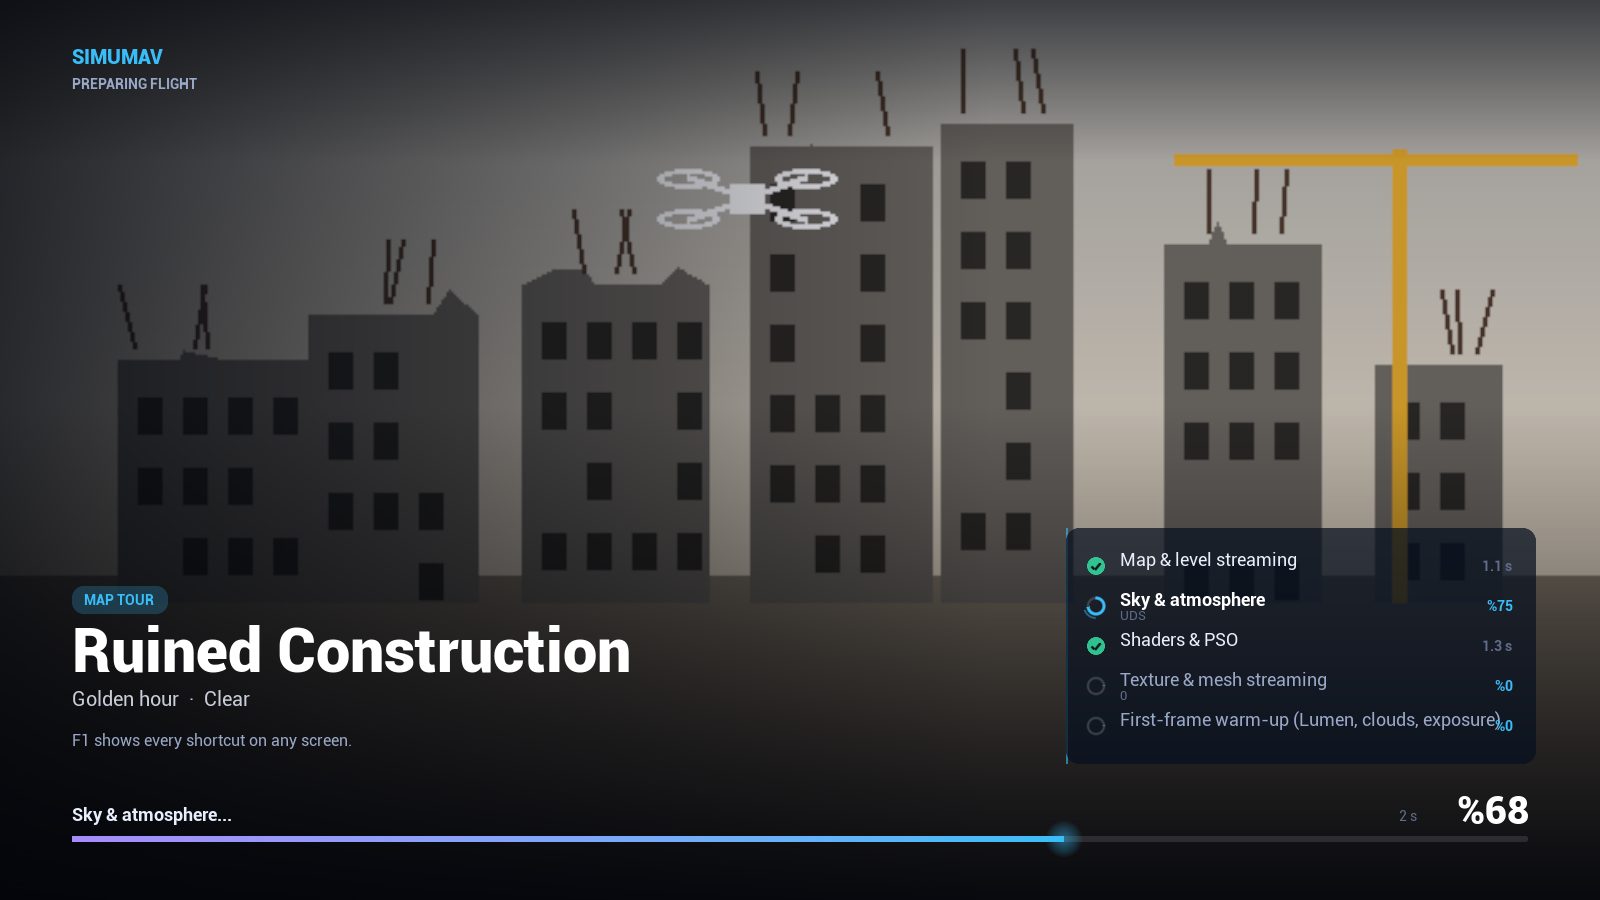 SIMUMAV
PREPARING FLIGHT
MAP TOUR
Ruined Construction
Golden hour · Clear
F1 shows every shortcut on any screen.
Map & level streaming 1.1 s
Sky & atmosphere %75
UDS
Shaders & PSO 1.3 s
Texture & mesh streaming %0
0
First-frame warm-up (Lumen, clouds, exposure) %0
Sky & atmosphere... 2 s %68